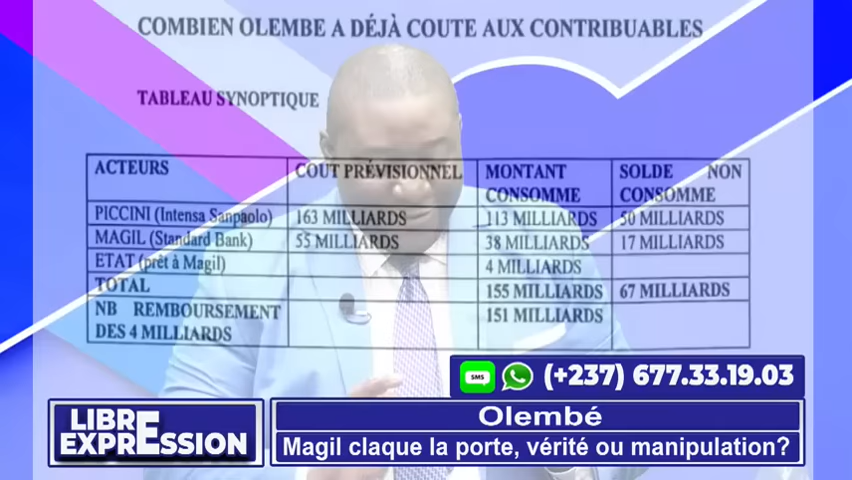 COMBIEN OLEMBE A DÉJÀ COUTE AUX CONTRIBUABLES
TABLEAU SYNOPTIQUE
ACTEURS COUT PRÉVISIONNEL MONTANT CONSOMME SOLDE NON CONSOMME
PICCINI (Intensa Sanpaolo) 163 MILLIARDS 113 MILLIARDS 50 MILLIARDS
MAGIL (Standard Bank) 55 MILLIARDS 38 MILLIARDS 17 MILLIARDS
ETAT (prêt à Magil) 4 MILLIARDS
TOTAL 155 MILLIARDS 67 MILLIARDS
NB REMBOURSEMENT DES 4 MILLIARDS 151 MILLIARDS
SMS (+237) 677.33.19.03
LIBRE
EXPRESSION
Olembé
Magil claque la porte, vérité ou manipulation?